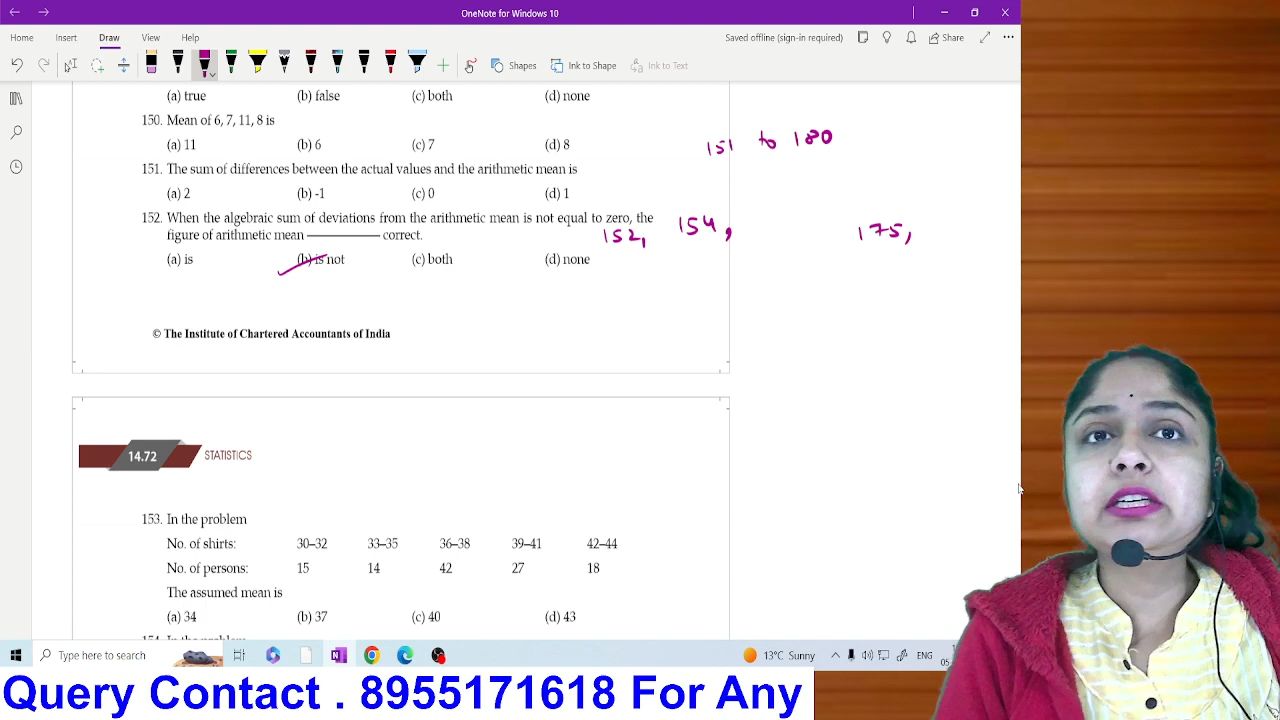 OneNote for Windows 10
Home Insert Draw View Help Saved offline (sign-in required) Share
Shapes Ink to Shape Ink to Text
(a) true (b) false (c) both (d) none
150. Mean of 6, 7, 11, 8 is
(a) 11 (b) 6 (c) 7 (d) 8
151 to 180
151. The sum of differences between the actual values and the arithmetic mean is
(a) 2 (b) -1 (c) 0 (d) 1
152. When the algebraic sum of deviations from the arithmetic mean is not equal to zero, the
figure of arithmetic mean ———— correct.
152, 154, 175,
(a) is (b) is not (c) both (d) none
© The Institute of Chartered Accountants of India
14.72 STATISTICS
153. In the problem
No. of shirts: 30–32 33–35 36–38 39–41 42–44
No. of persons: 15 14 42 27 18
The assumed mean is
(a) 34 (b) 37 (c) 40 (d) 43
154. In the problem
Type here to search 13°C Sunny ENG
Query Contact . 8955171618 For Any